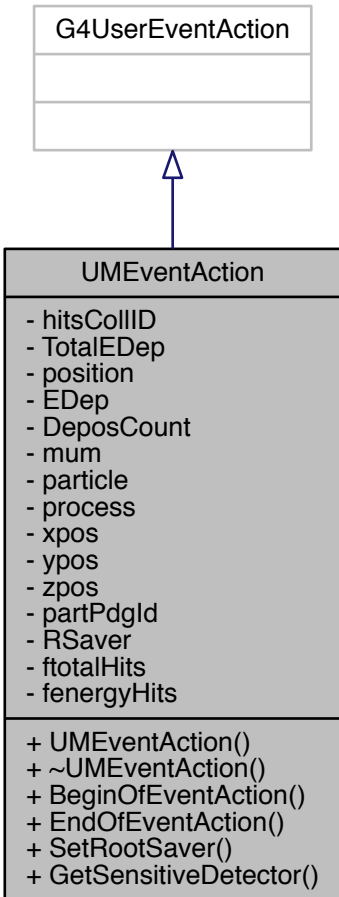 G4UserEventAction
UMEventAction
- hitsCollID
- TotalEDep
- position
- EDep
- DeposCount
- mum
- particle
- process
- xpos
- ypos
- zpos
- partPdgId
- RSaver
- ftotalHits
- fenergyHits
+ UMEventAction()
+ ~UMEventAction()
+ BeginOfEventAction()
+ EndOfEventAction()
+ SetRootSaver()
+ GetSensitiveDetector()